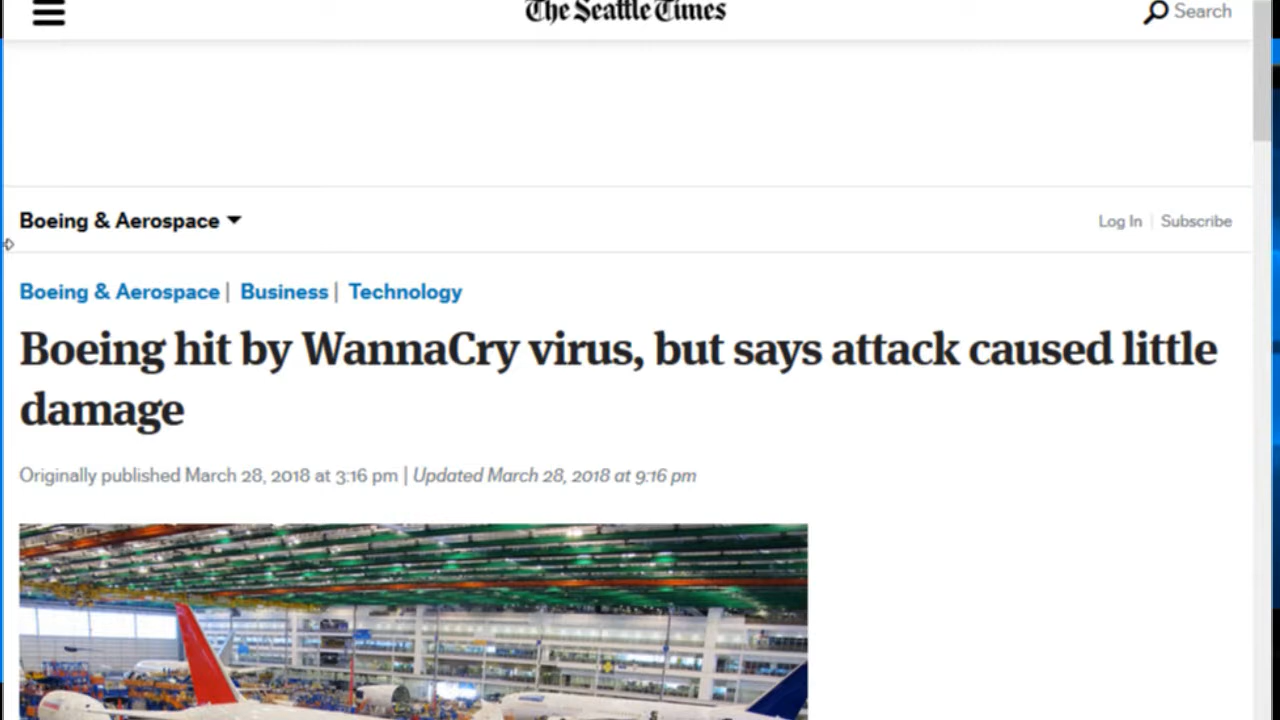 The Seattle Times
Search
Boeing & Aerospace
Log In | Subscribe
Boeing & Aerospace | Business | Technology
Boeing hit by WannaCry virus, but says attack caused little
damage
Originally published March 28, 2018 at 3:16 pm | Updated March 28, 2018 at 9:16 pm